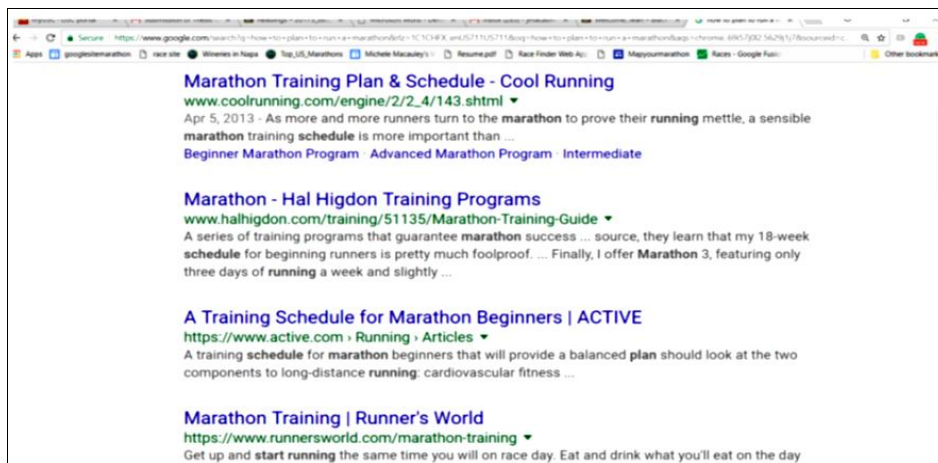 Secure https://www.google.com/search?q=how+to+plan+to+run+a+marathon
Apps googlesitemarathon race site Wineries in Napa Top_US_Marathons Michele Macauley's Resume.pdf Race Finder Web App Mapyourmarathon Races - Google Fusi Other bookmark
Marathon Training Plan & Schedule - Cool Running
www.coolrunning.com/engine/2/2_4/143.shtml
Apr 5, 2013 - As more and more runners turn to the marathon to prove their running mettle, a sensible
marathon training schedule is more important than ...
Beginner Marathon Program · Advanced Marathon Program · Intermediate
Marathon - Hal Higdon Training Programs
www.halhigdon.com/training/51135/Marathon-Training-Guide
A series of training programs that guarantee marathon success ... source, they learn that my 18-week
schedule for beginning runners is pretty much foolproof. ... Finally, I offer Marathon 3, featuring only
three days of running a week and slightly ...
A Training Schedule for Marathon Beginners | ACTIVE
https://www.active.com › Running › Articles
A training schedule for marathon beginners that will provide a balanced plan should look at the two
components to long-distance running: cardiovascular fitness ...
Marathon Training | Runner's World
https://www.runnersworld.com/marathon-training
Get up and start running the same time you will on race day. Eat and drink what you'll eat on the day